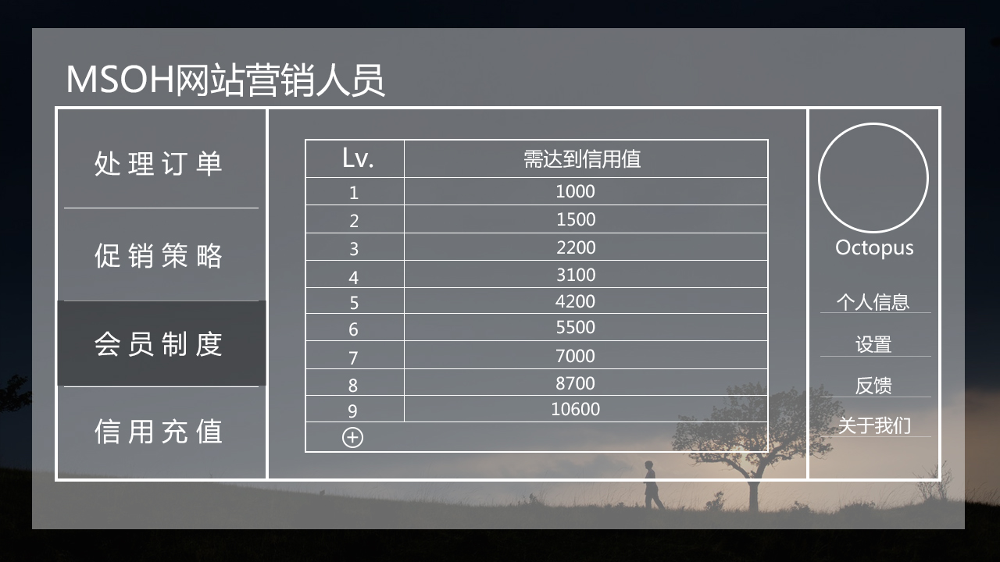 MSOH网站营销人员
处理订单
促销策略
会员制度
信用充值
Lv. 需达到信用值
1 1000
2 1500
3 2200
4 3100
5 4200
6 5500
7 7000
8 8700
9 10600
Octopus
个人信息
设置
反馈
关于我们